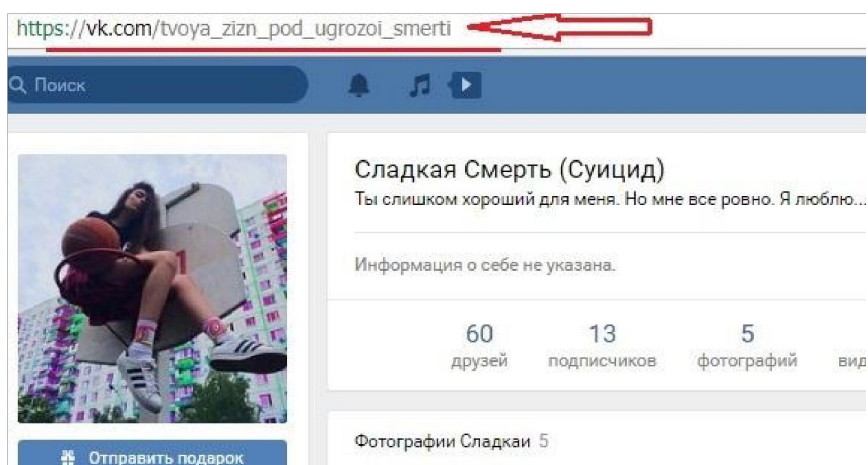 https://vk.com/tvoya_zizn_pod_ugrozoi_smerti
Поиск
Сладкая Смерть (Суицид)
Ты слишком хороший для меня. Но мне все ровно. Я люблю...
Информация о себе не указана.
60 13 5
друзей подписчиков фотографий вид
Фотографии Сладкаи 5
Отправить подарок